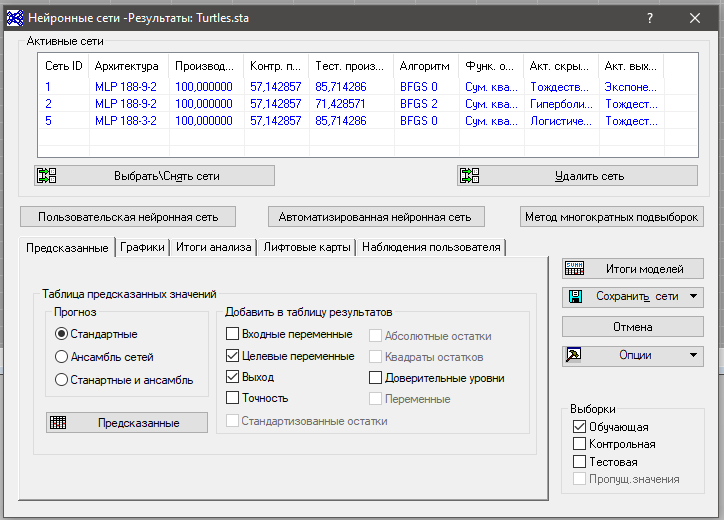 Нейронные сети -Результаты: Turtles.sta
Активные сети
Сеть ID Архитектура Производ... Контр. п... Тест. произ... Алгоритм Функ. о... Акт. скры... Акт. вых...
1 MLP 188-9-2 100,000000 57,142857 85,714286 BFGS 0 Сум. ква... Тождеств... Экспоне...
2 MLP 188-9-2 100,000000 57,142857 71,428571 BFGS 2 Сум. ква... Гиперболи... Тождест...
5 MLP 188-3-2 100,000000 57,142857 85,714286 BFGS 0 Сум. ква... Логистиче... Тождест...
Выбрать\Снять сети
Удалить сеть
Пользовательская нейронная сеть
Автоматизированная нейронная сеть
Метод многократных подвыборок
Предсказанные Графики Итоги анализа Лифтовые карты Наблюдения пользователя
Таблица предсказанных значений
Прогноз
Стандартные
Ансамбль сетей
Станартные и ансамбль
Предсказанные
Добавить в таблицу результатов
Входные переменные
Целевые переменные
Выход
Точность
Стандартизованные остатки
Абсолютные остатки
Квадраты остатков
Доверительные уровни
Переменные
SUMM
Итоги моделей
Сохранить сети
Отмена
Опции
Выборки
Обучающая
Контрольная
Тестовая
Пропущ.значения